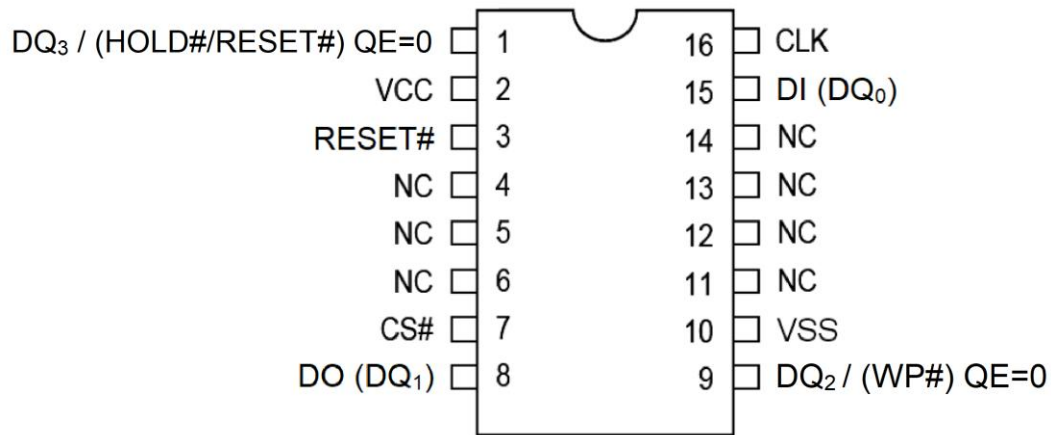 DQ₃ / (HOLD#/RESET#) QE=0 1 16 CLK
VCC 2 15 DI (DQ₀)
RESET# 3 14 NC
NC 4 13 NC
NC 5 12 NC
NC 6 11 NC
CS# 7 10 VSS
DO (DQ₁) 8 9 DQ₂ / (WP#) QE=0